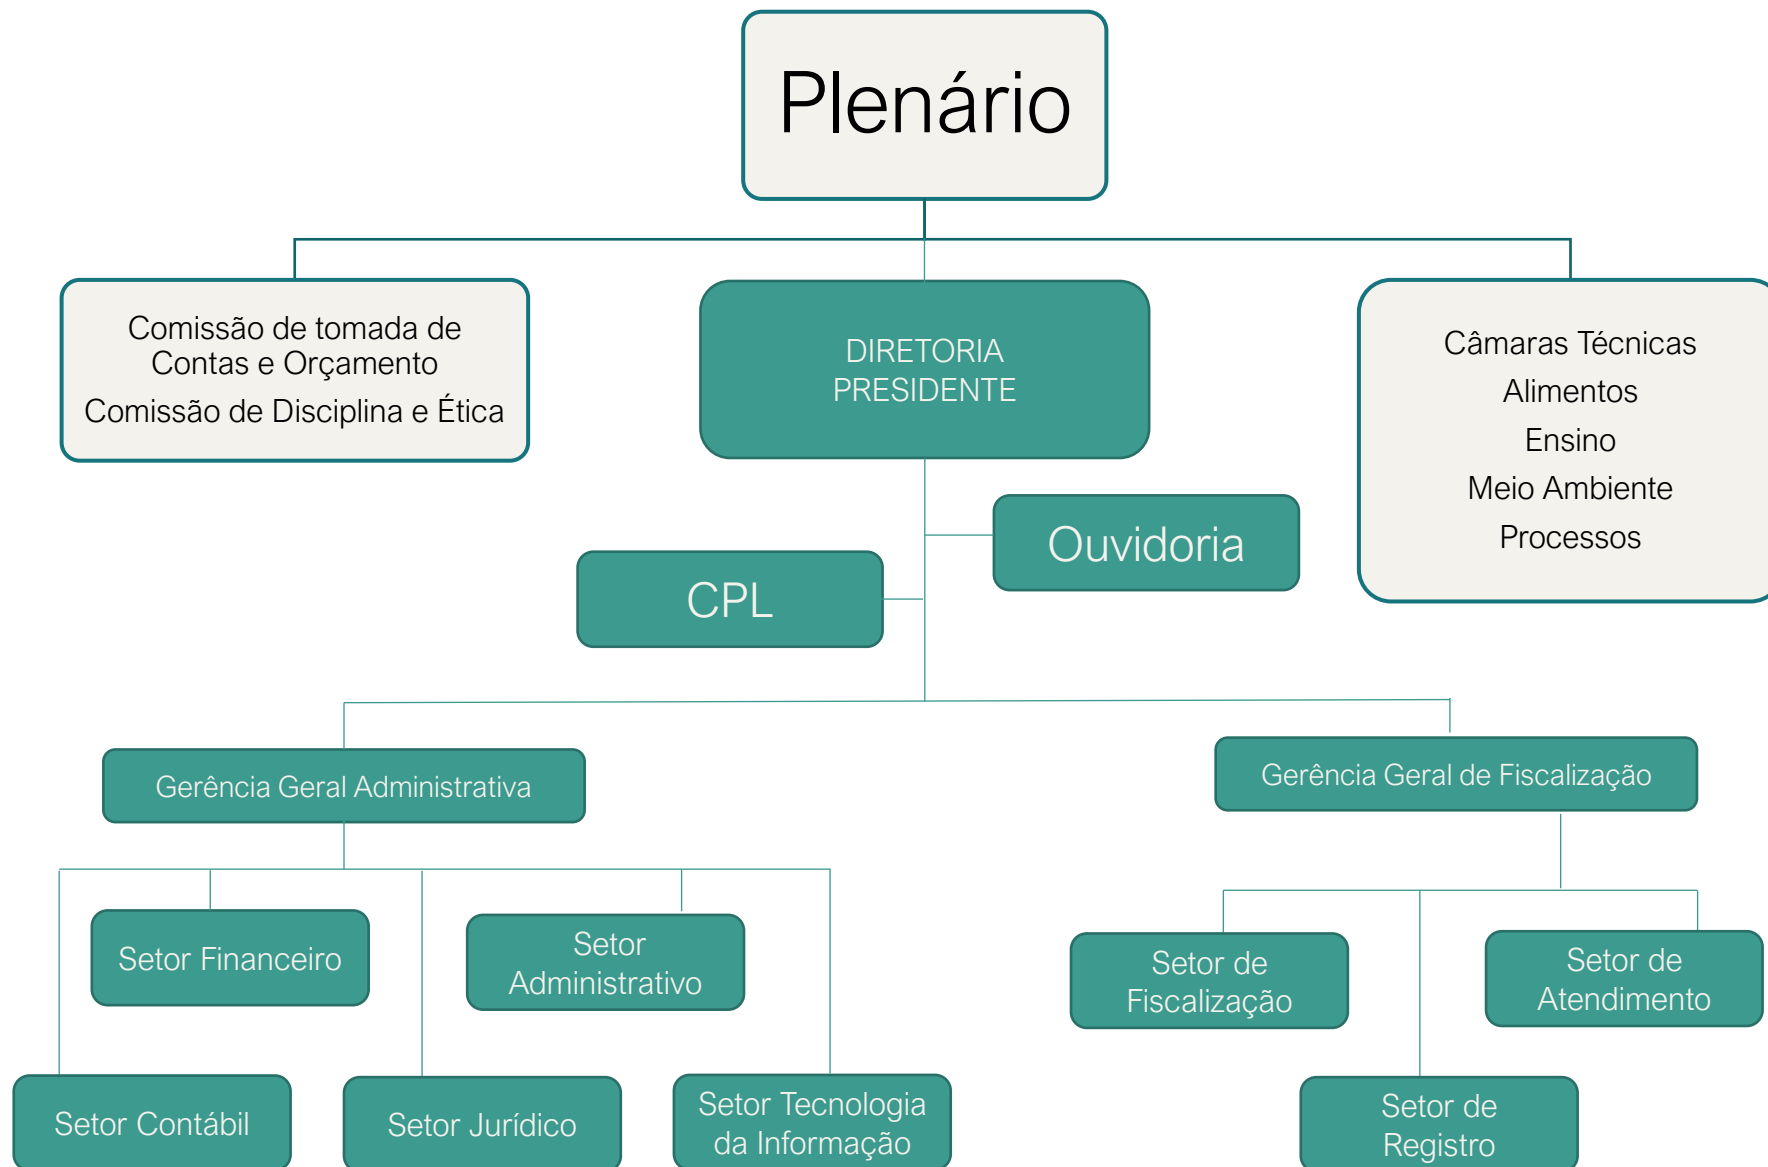 Plenário
Comissão de tomada de
Contas e Orçamento
Comissão de Disciplina e Ética
DIRETORIA
PRESIDENTE
Câmaras Técnicas
Alimentos
Ensino
Meio Ambiente
Processos
Ouvidoria
CPL
Gerência Geral Administrativa
Gerência Geral de Fiscalização
Setor Financeiro
Setor
Administrativo
Setor de
Fiscalização
Setor de
Atendimento
Setor Contábil
Setor Jurídico
Setor Tecnologia
da Informação
Setor de
Registro